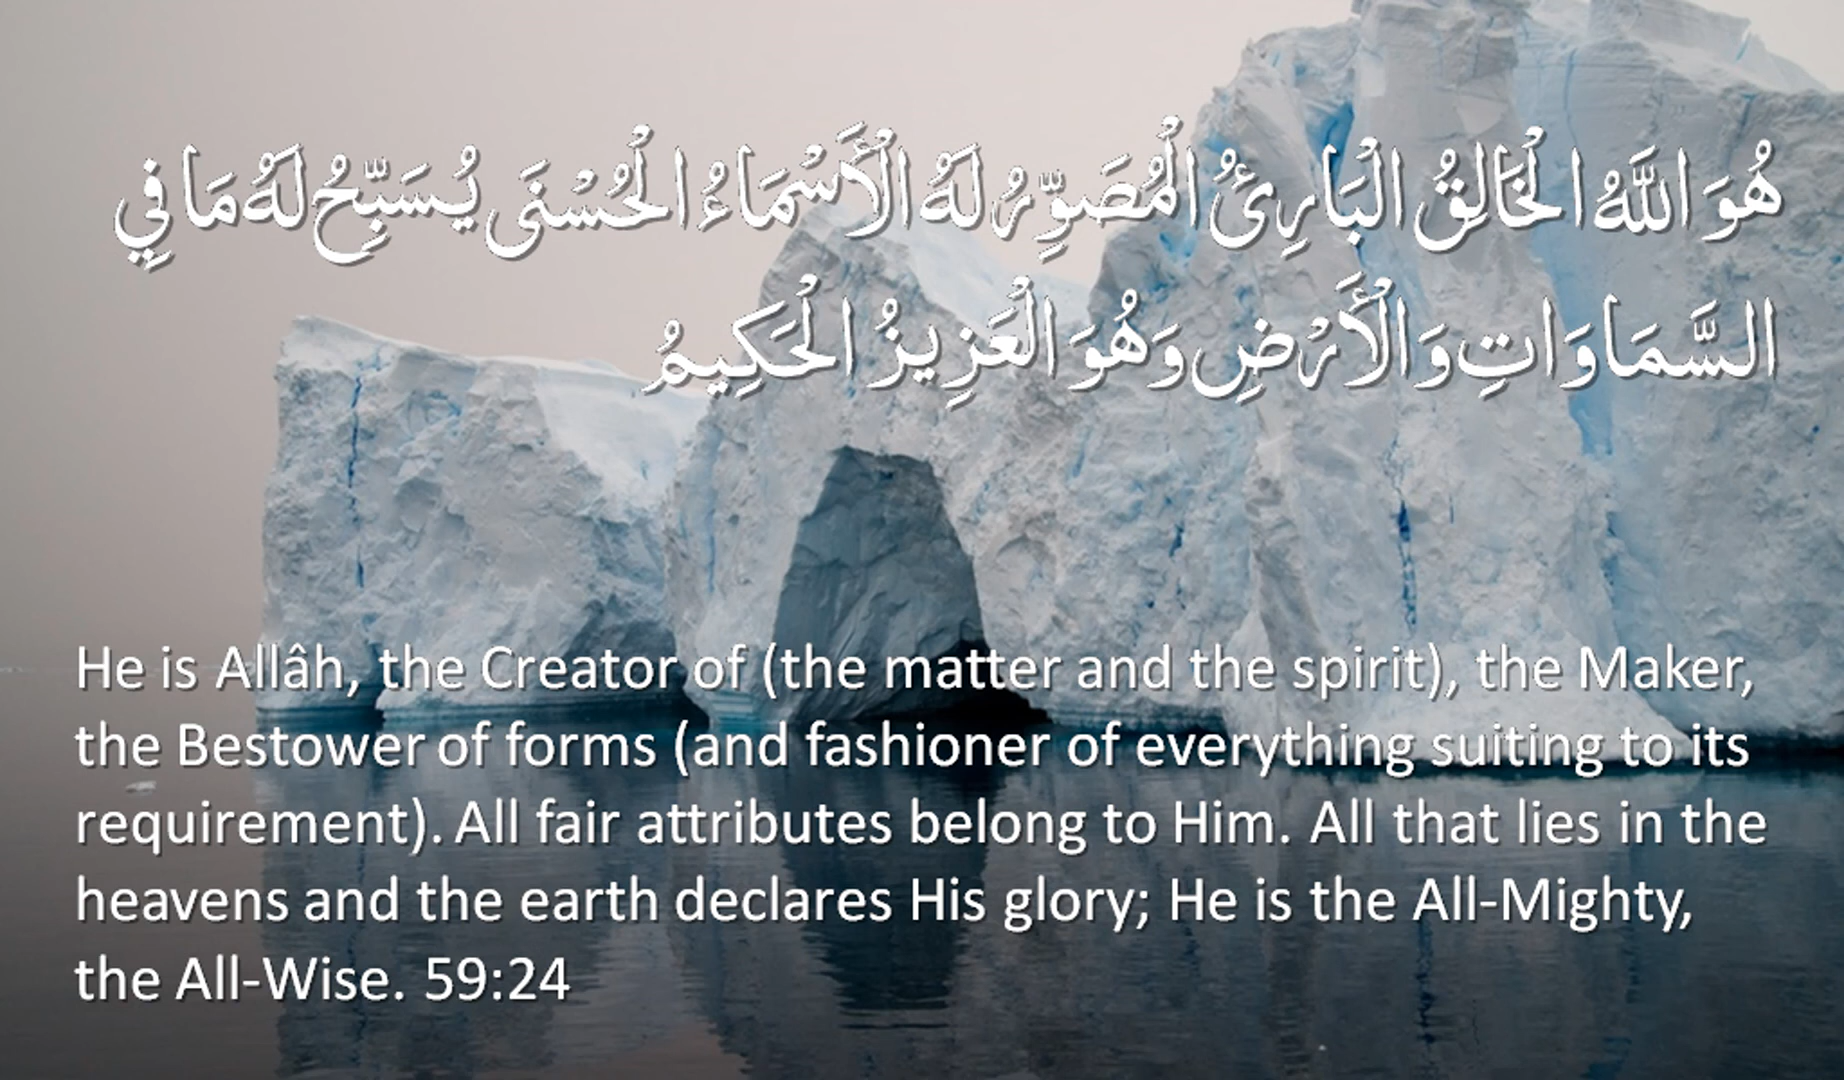 هُوَ اللَّهُ الْخَالِقُ الْبَارِئُ الْمُصَوِّرُ لَهُ الْأَسْمَاءُ الْحُسْنَى يُسَبِّحُ لَهُ مَا فِي
السَّمَاوَاتِ وَالْأَرْضِ وَهُوَ الْعَزِيزُ الْحَكِيمُ
He is Allâh, the Creator of (the matter and the spirit), the Maker,
the Bestower of forms (and fashioner of everything suiting to its
requirement). All fair attributes belong to Him. All that lies in the
heavens and the earth declares His glory; He is the All-Mighty,
the All-Wise. 59:24